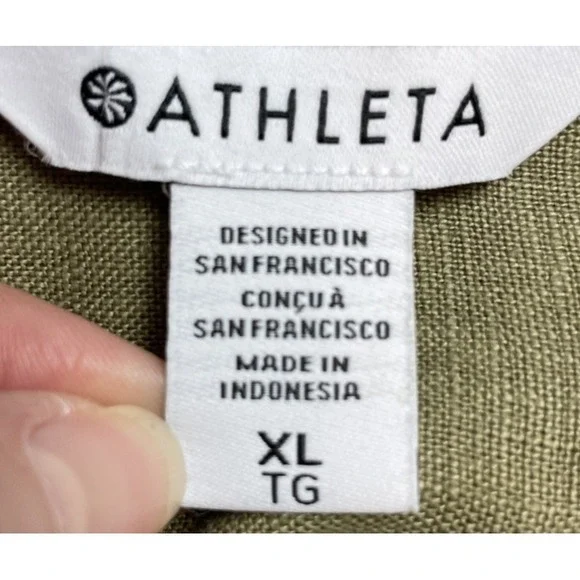 ATHLETA
DESIGNED IN
SAN FRANCISCO
CONÇU À
SAN FRANCISCO
MADE IN
INDONESIA
XL
TG